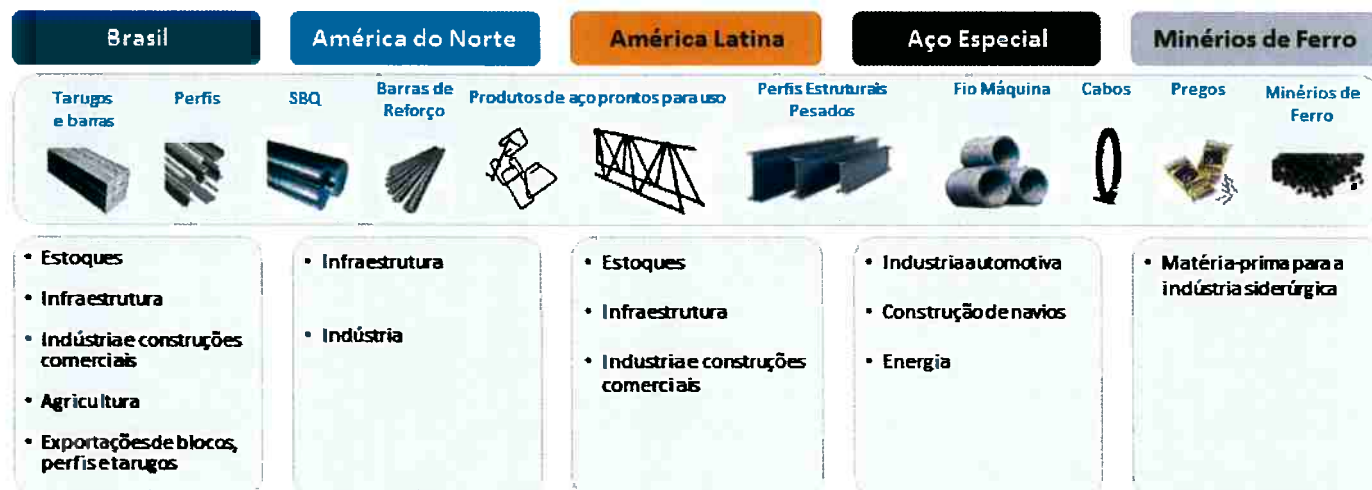 Brasil
América do Norte
América Latina
Aço Especial
Minérios de Ferro
Tarugos
e barras
Perfis
SBQ
Barras de
Reforço
Produtos de aço prontos para uso
Perfis Estruturais
Pesados
Fio Máquina
Cabos
Pregos
Minérios de
Ferro
• Estoques
• Infraestrutura
• Indústria e construções
comerciais
• Agricultura
• Exportações de blocos,
perfis e tarugos
• Infraestrutura
• Indústria
• Estoques
• Infraestrutura
• Industria e construções
comerciais
• Industria automotiva
• Construção de navios
• Energia
• Matéria-prima para a
indústria siderúrgica